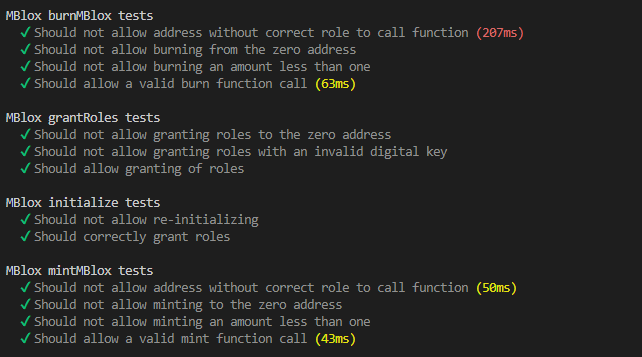 MBlox burnMBlox tests
✓ Should not allow address without correct role to call function (207ms)
✓ Should not allow burning from the zero address
✓ Should not allow burning an amount less than one
✓ Should allow a valid burn function call (63ms)
MBlox grantRoles tests
✓ Should not allow granting roles to the zero address
✓ Should not allow granting roles with an invalid digital key
✓ Should allow granting of roles
MBlox initialize tests
✓ Should not allow re-initializing
✓ Should correctly grant roles
MBlox mintMBlox tests
✓ Should not allow address without correct role to call function (50ms)
✓ Should not allow minting to the zero address
✓ Should not allow minting an amount less than one
✓ Should allow a valid mint function call (43ms)